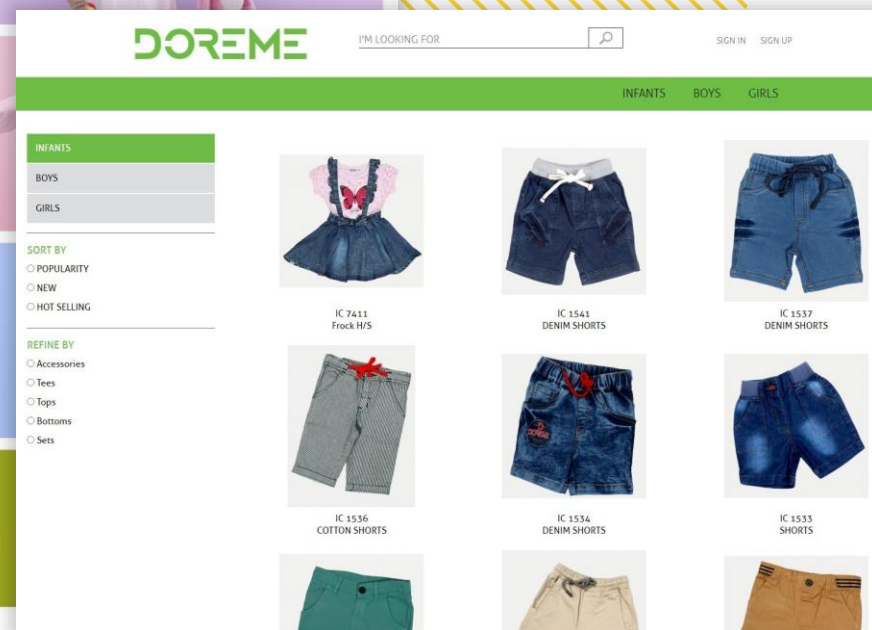 DOREME
I'M LOOKING FOR
SIGN IN SIGN UP
INFANTS BOYS GIRLS
INFANTS
BOYS
GIRLS
SORT BY
POPULARITY
NEW
HOT SELLING
REFINE BY
Accessories
Tees
Tops
Bottoms
Sets
IC 7411
Frock H/S
IC 1541
DENIM SHORTS
IC 1537
DENIM SHORTS
IC 1536
COTTON SHORTS
DOREME
IC 1534
DENIM SHORTS
IC 1533
SHORTS